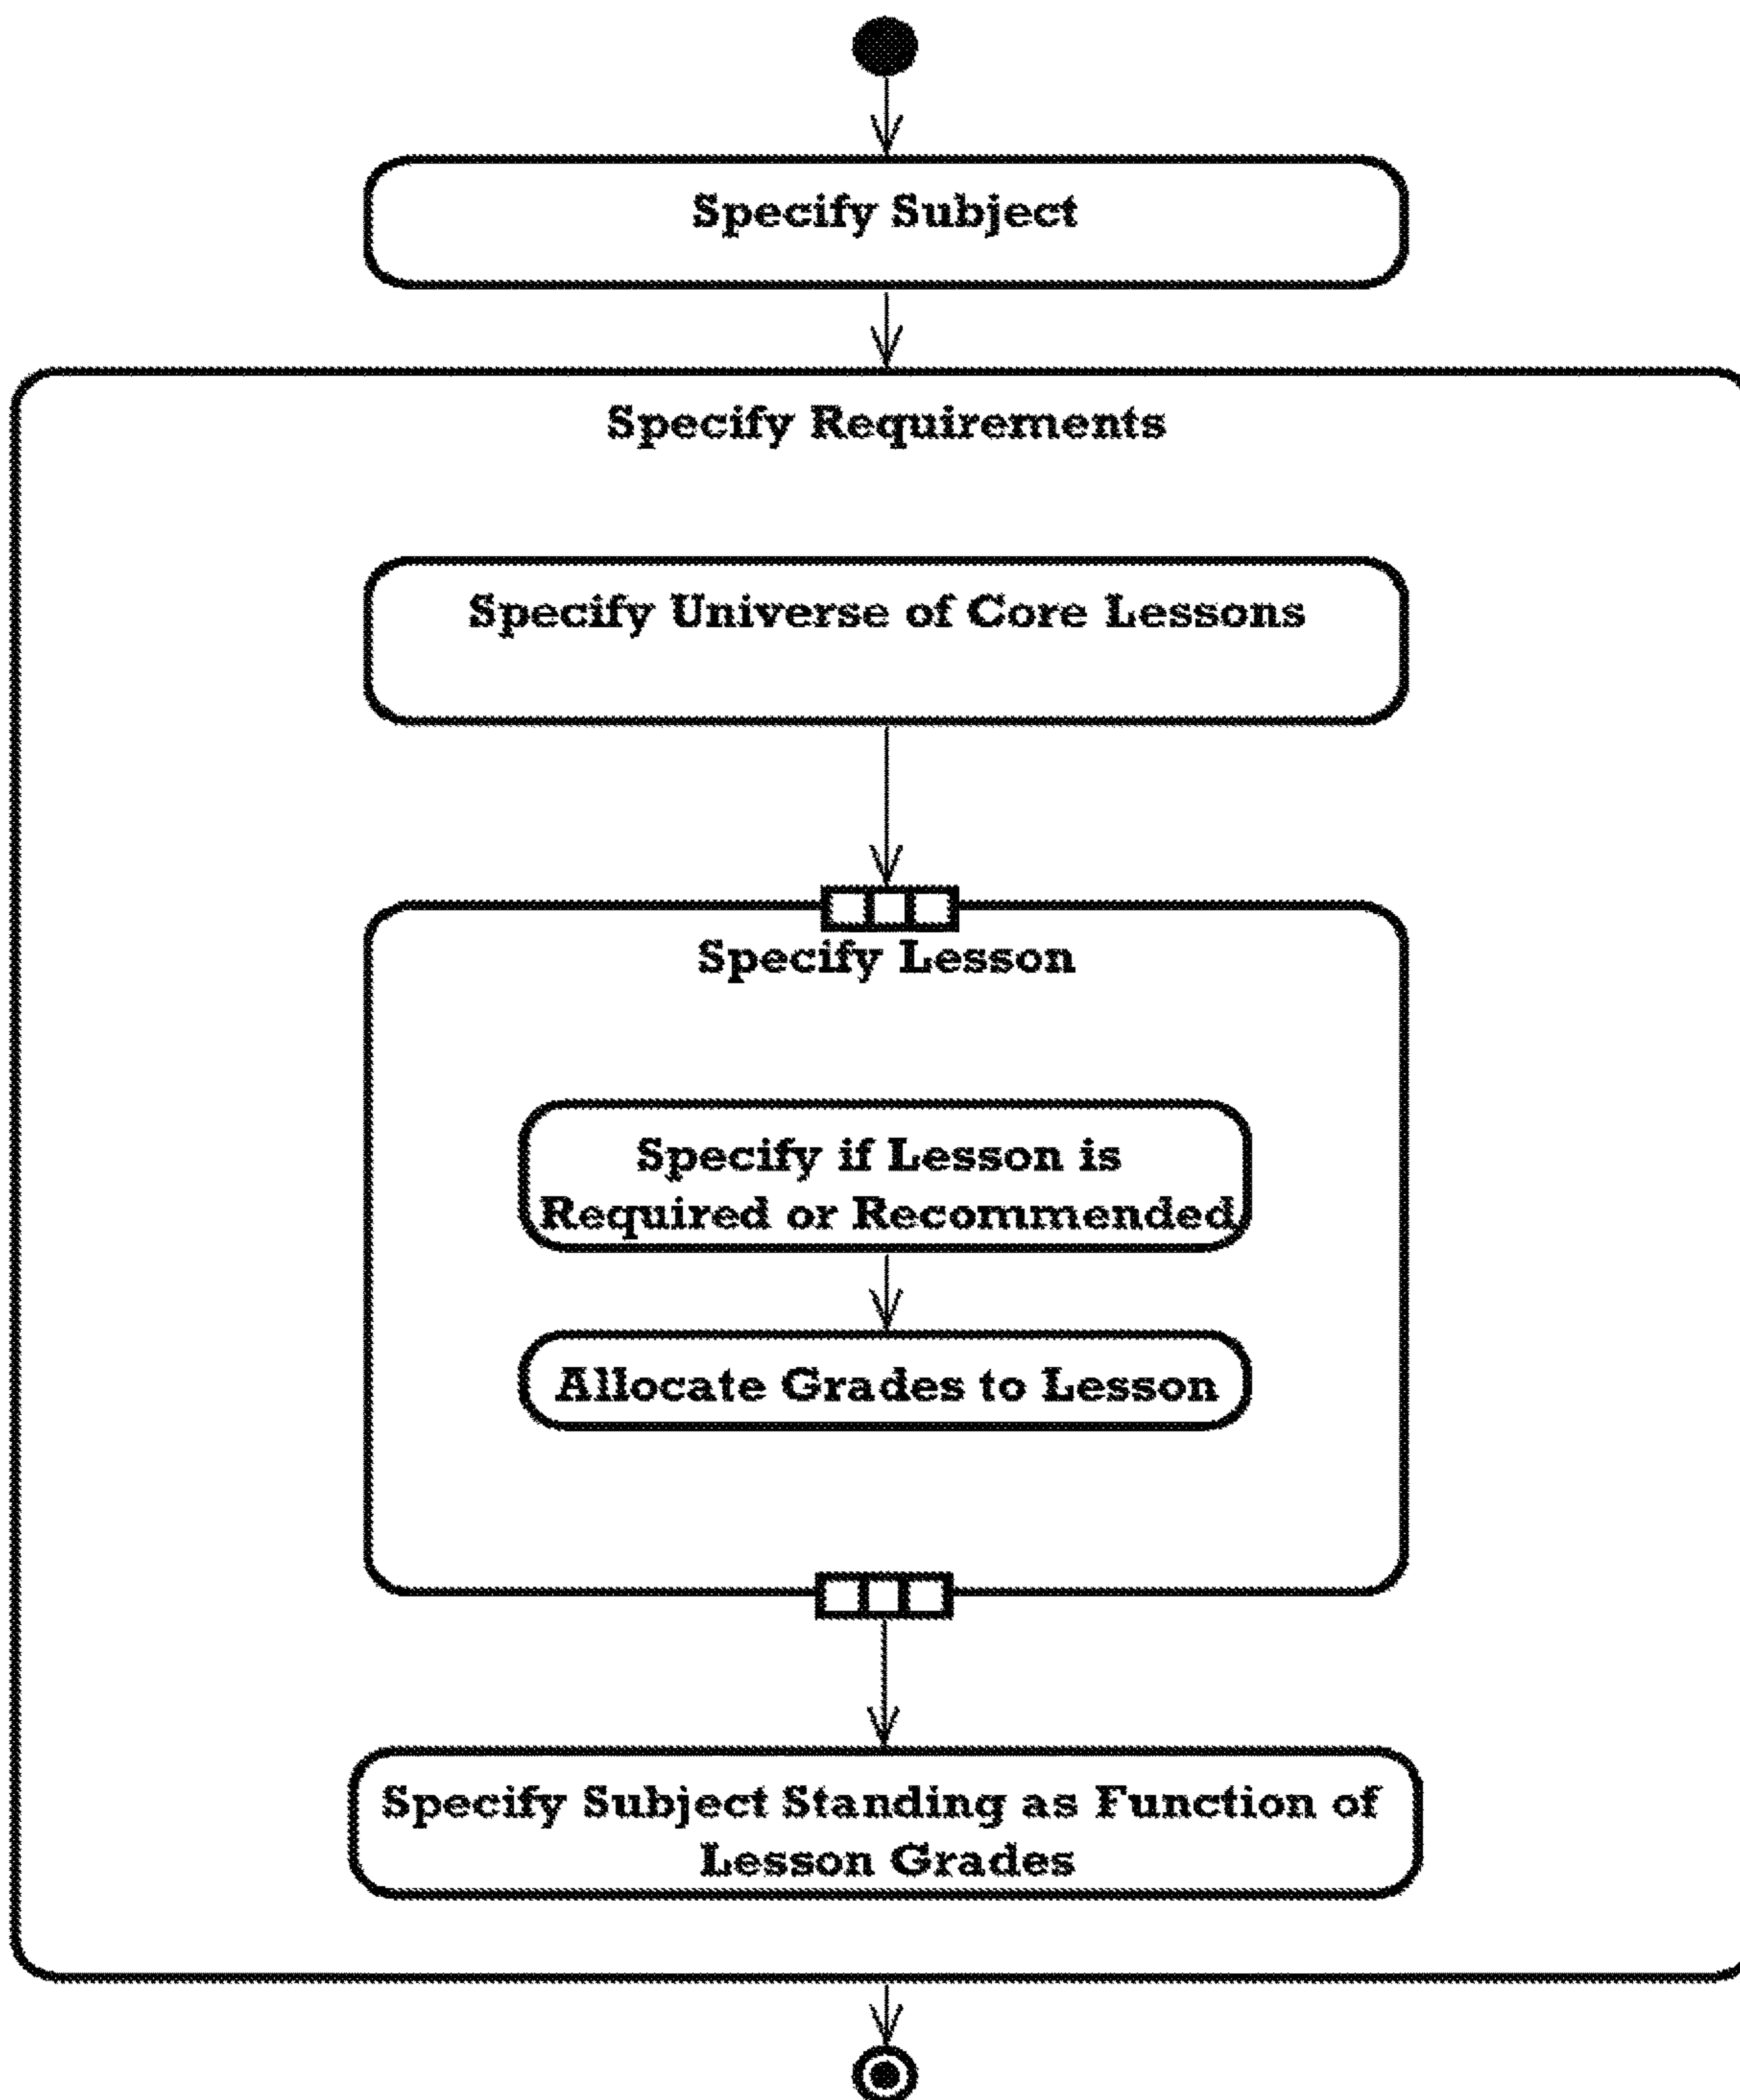 Specify Subject
Specify Requirements
Specify Universe of Core Lessons
Specify Lesson
Specify if Lesson is
Required or Recommended
Allocate Grades to Lesson
Specify Subject Standing as Function of
Lesson Grades